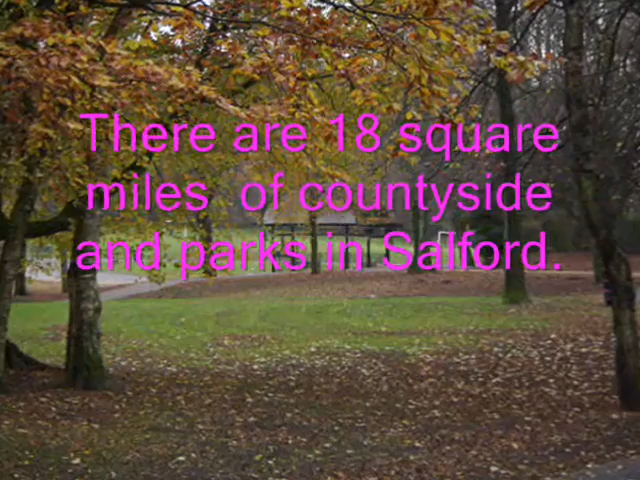 There are 18 square
miles  of countyside
and parks in Salford.